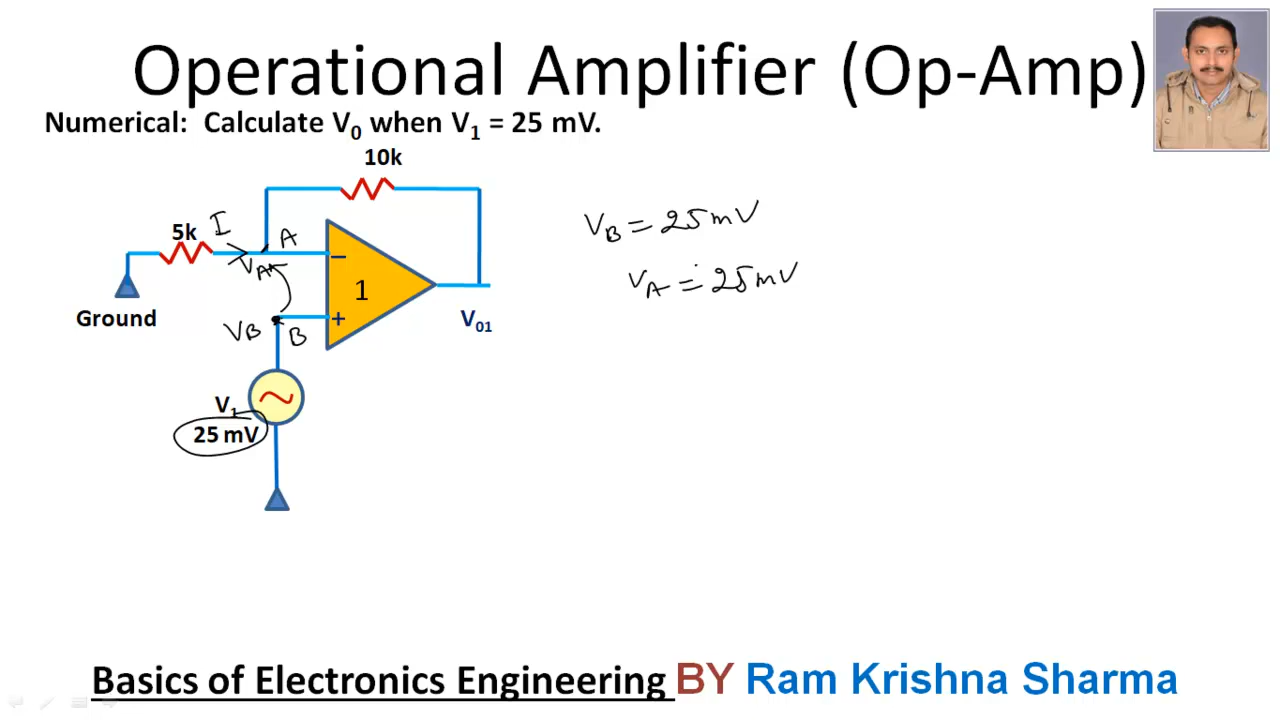 Operational Amplifier (Op-Amp)
Numerical: Calculate V0 when V1 = 25 mV.
10k
5k
I
A
VA
VB = 25mV
VA = 25mV
−
1
+
Ground
VB
B
V01
V1
25 mV
Basics of Electronics Engineering BY Ram Krishna Sharma